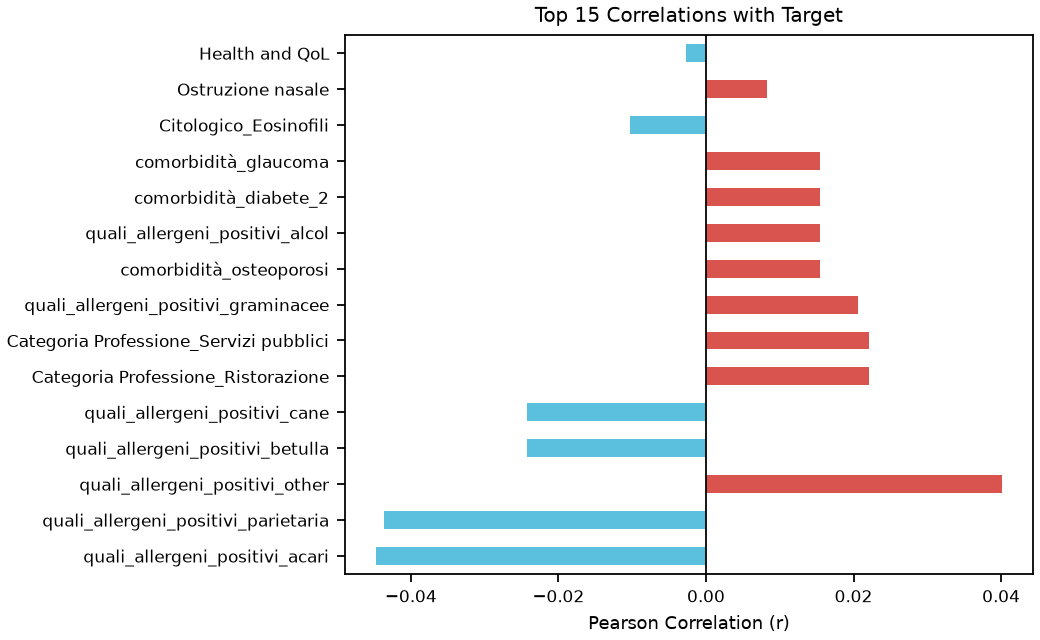 Top 15 Correlations with Target
Health and QoL
Ostruzione nasale
Citologico_Eosinofili
comorbidità_glaucoma
comorbidità_diabete_2
quali_allergeni_positivi_alcol
comorbidità_osteoporosi
quali_allergeni_positivi_graminacee
Categoria Professione_Servizi pubblici
Categoria Professione_Ristorazione
quali_allergeni_positivi_cane
quali_allergeni_positivi_betulla
quali_allergeni_positivi_other
quali_allergeni_positivi_parietaria
quali_allergeni_positivi_acari
−0.04 −0.02 0.00 0.02 0.04
Pearson Correlation (r)